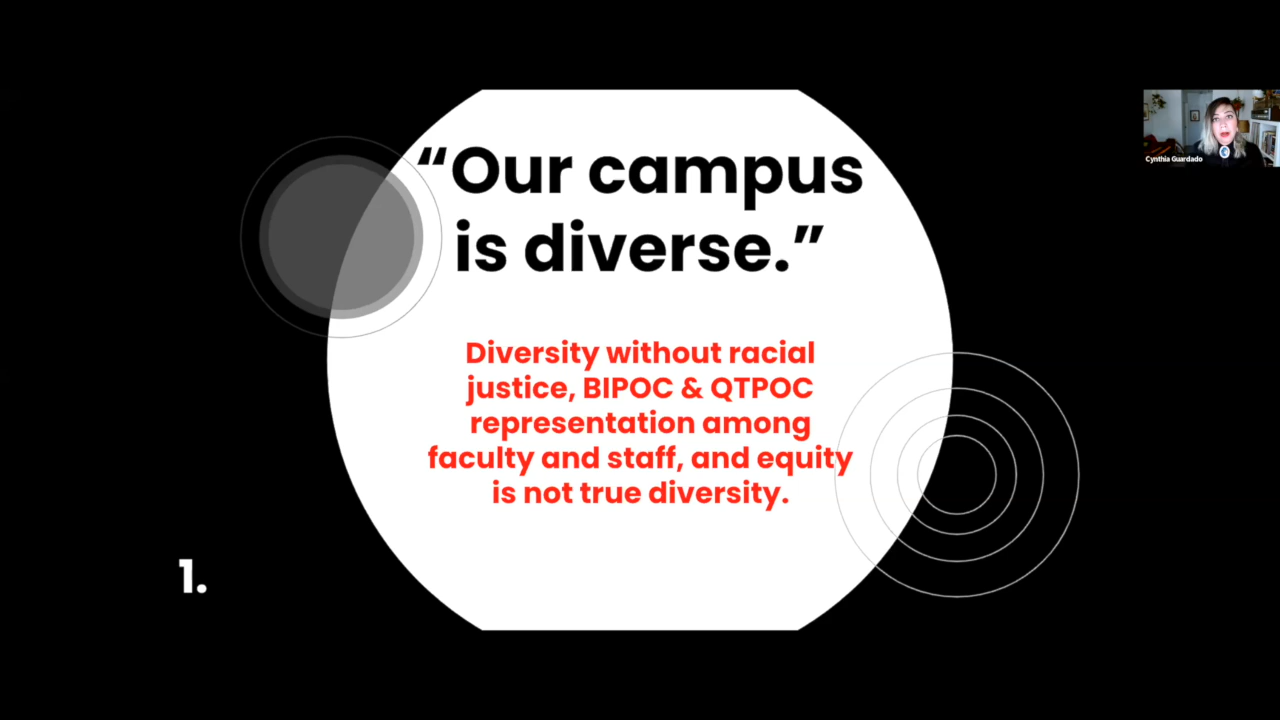 “Our campus
is diverse.”
Diversity without racial
justice, BIPOC & QTPOC
representation among
faculty and staff, and equity
is not true diversity.
1.
Cynthia Guardado